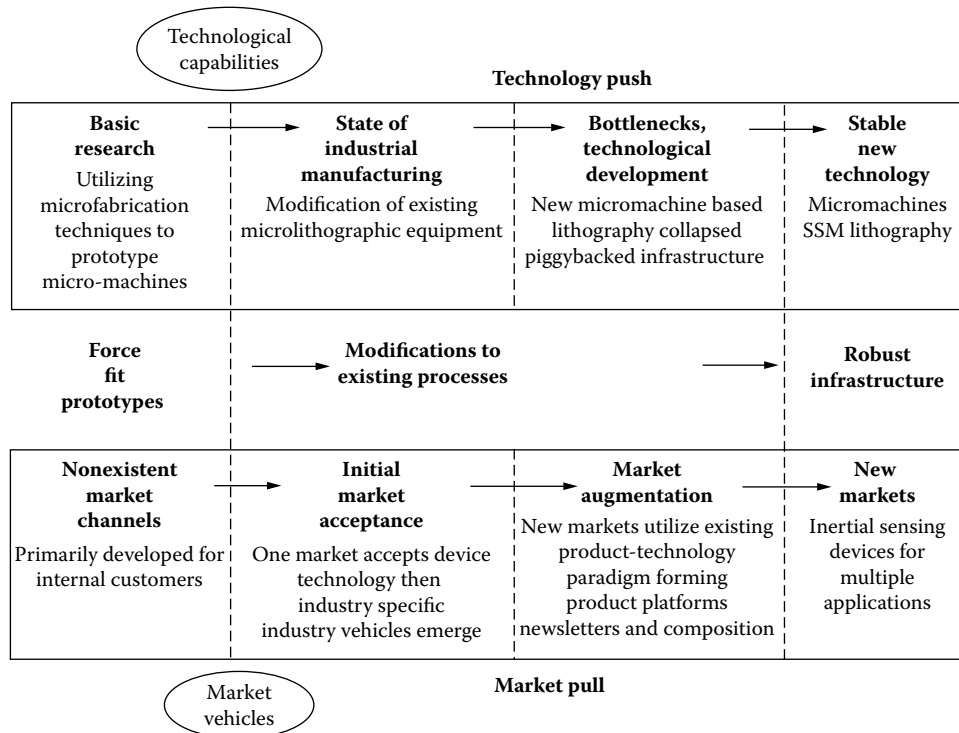 Technological
capabilities
Technology push
Basic
research
Utilizing
microfabrication
techniques to
prototype
micro-machines
State of
industrial
manufacturing
Modification of existing
microlithographic equipment
Bottlenecks,
technological
development
New micromachine based
lithography collapsed
piggybacked infrastructure
Stable
new
technology
Micromachines
SSM lithography
Force
fit
prototypes
Modifications to
existing processes
Robust
infrastructure
Nonexistent
market
channels
Primarily developed for
internal customers
Initial
market
acceptance
One market accepts device
technology then
industry specific
industry vehicles emerge
Market
augmentation
New markets utilize existing
product-technology
paradigm forming
product platforms
newsletters and composition
New
markets
Inertial sensing
devices for
multiple
applications
Market pull
Market
vehicles